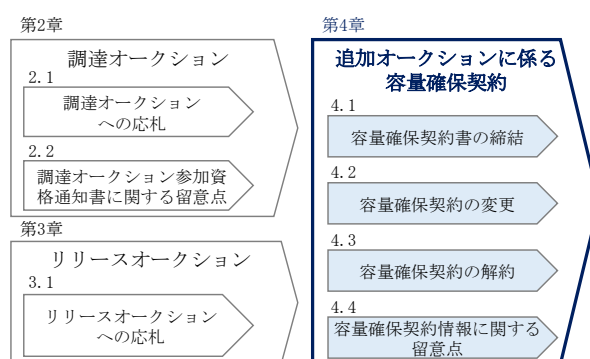 第2章
調達オークション
2.1
調達オークション
への応札
2.2
調達オークション参加資
格通知書に関する留意点
第3章
リリースオークション
3.1
リリースオークション
への応札
第4章
追加オークションに係る
容量確保契約
4.1
容量確保契約書の締結
4.2
容量確保契約の変更
4.3
容量確保契約の解約
4.4
容量確保契約情報に関する
留意点